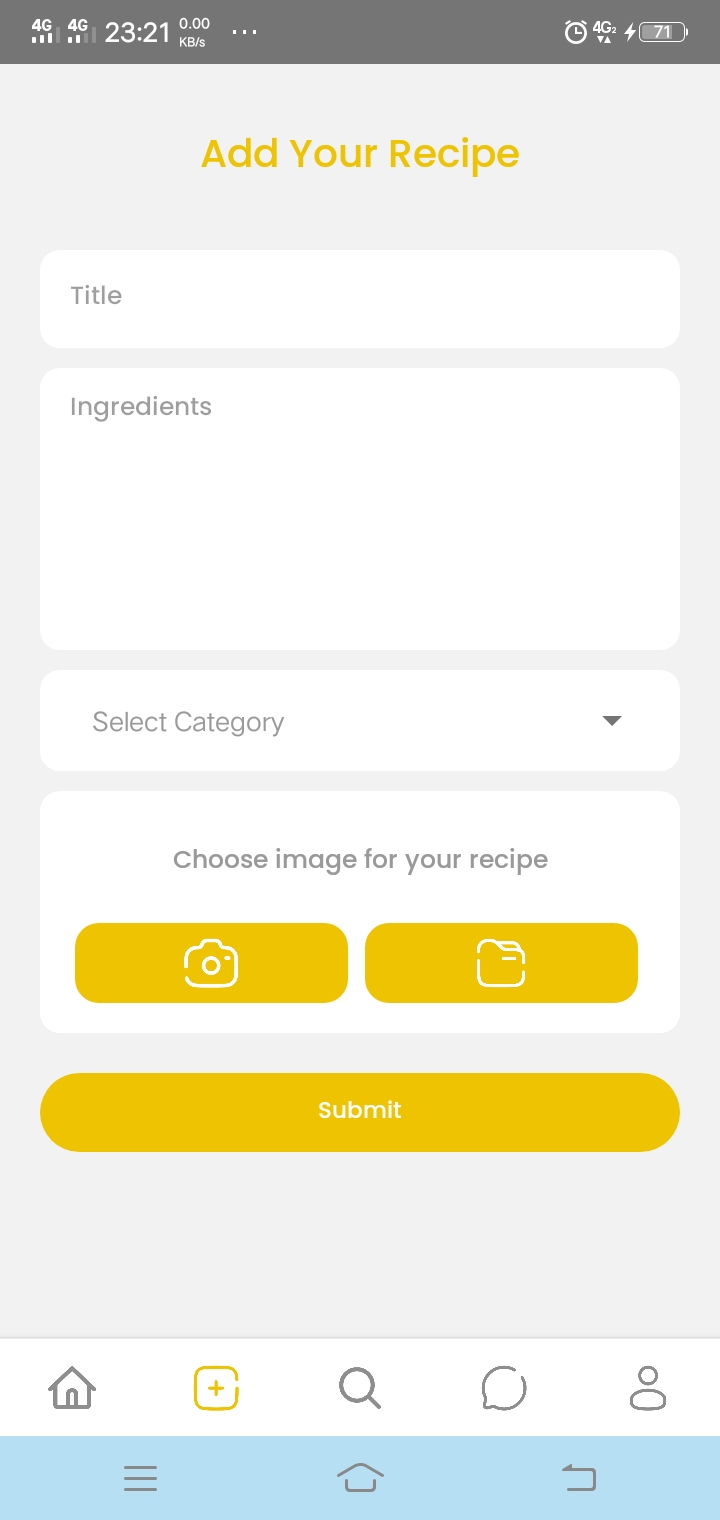 4G 4G 23:21 0.00 KB/s ... 4G2 71
Add Your Recipe
Title
Ingredients
Select Category
Choose image for your recipe
Submit